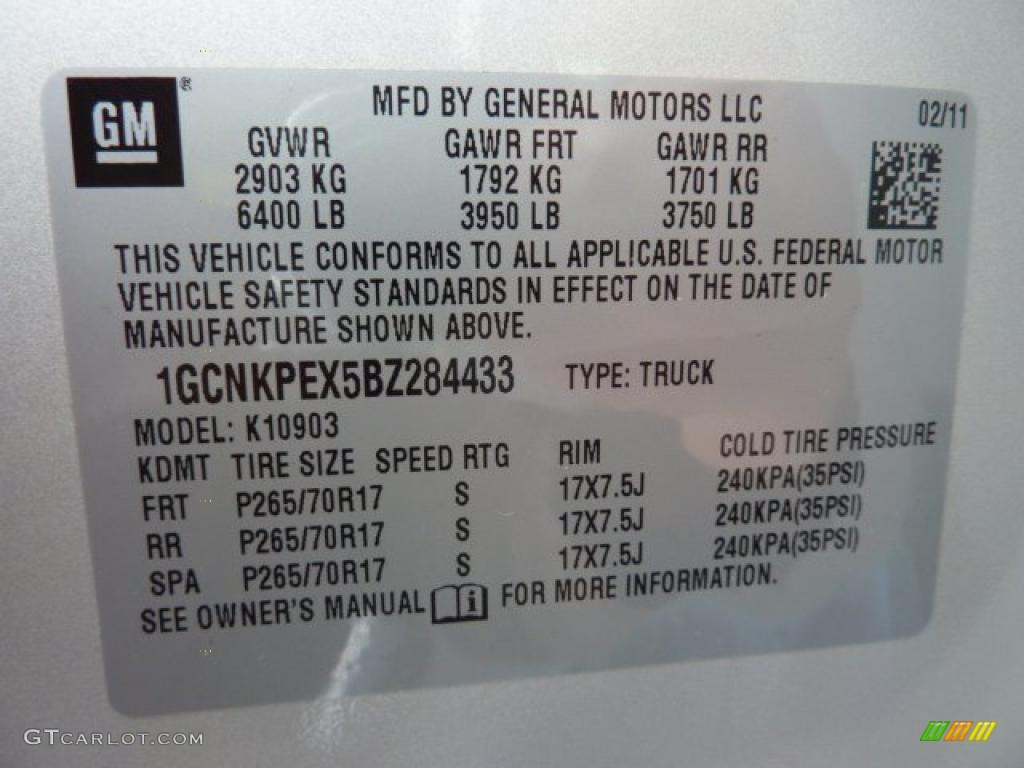 GM ®
MFD BY GENERAL MOTORS LLC 02/11
GVWR GAWR FRT GAWR RR
2903 KG 1792 KG 1701 KG
6400 LB 3950 LB 3750 LB
THIS VEHICLE CONFORMS TO ALL APPLICABLE U.S. FEDERAL MOTOR
VEHICLE SAFETY STANDARDS IN EFFECT ON THE DATE OF
MANUFACTURE SHOWN ABOVE.
1GCNKPEX5BZ284433 TYPE: TRUCK
MODEL: K10903
KDMT TIRE SIZE SPEED RTG RIM COLD TIRE PRESSURE
FRT P265/70R17 S 17X7.5J 240KPA(35PSI)
RR P265/70R17 S 17X7.5J 240KPA(35PSI)
SPA P265/70R17 S 17X7.5J 240KPA(35PSI)
SEE OWNER'S MANUAL i FOR MORE INFORMATION.
GTCARLOT.COM